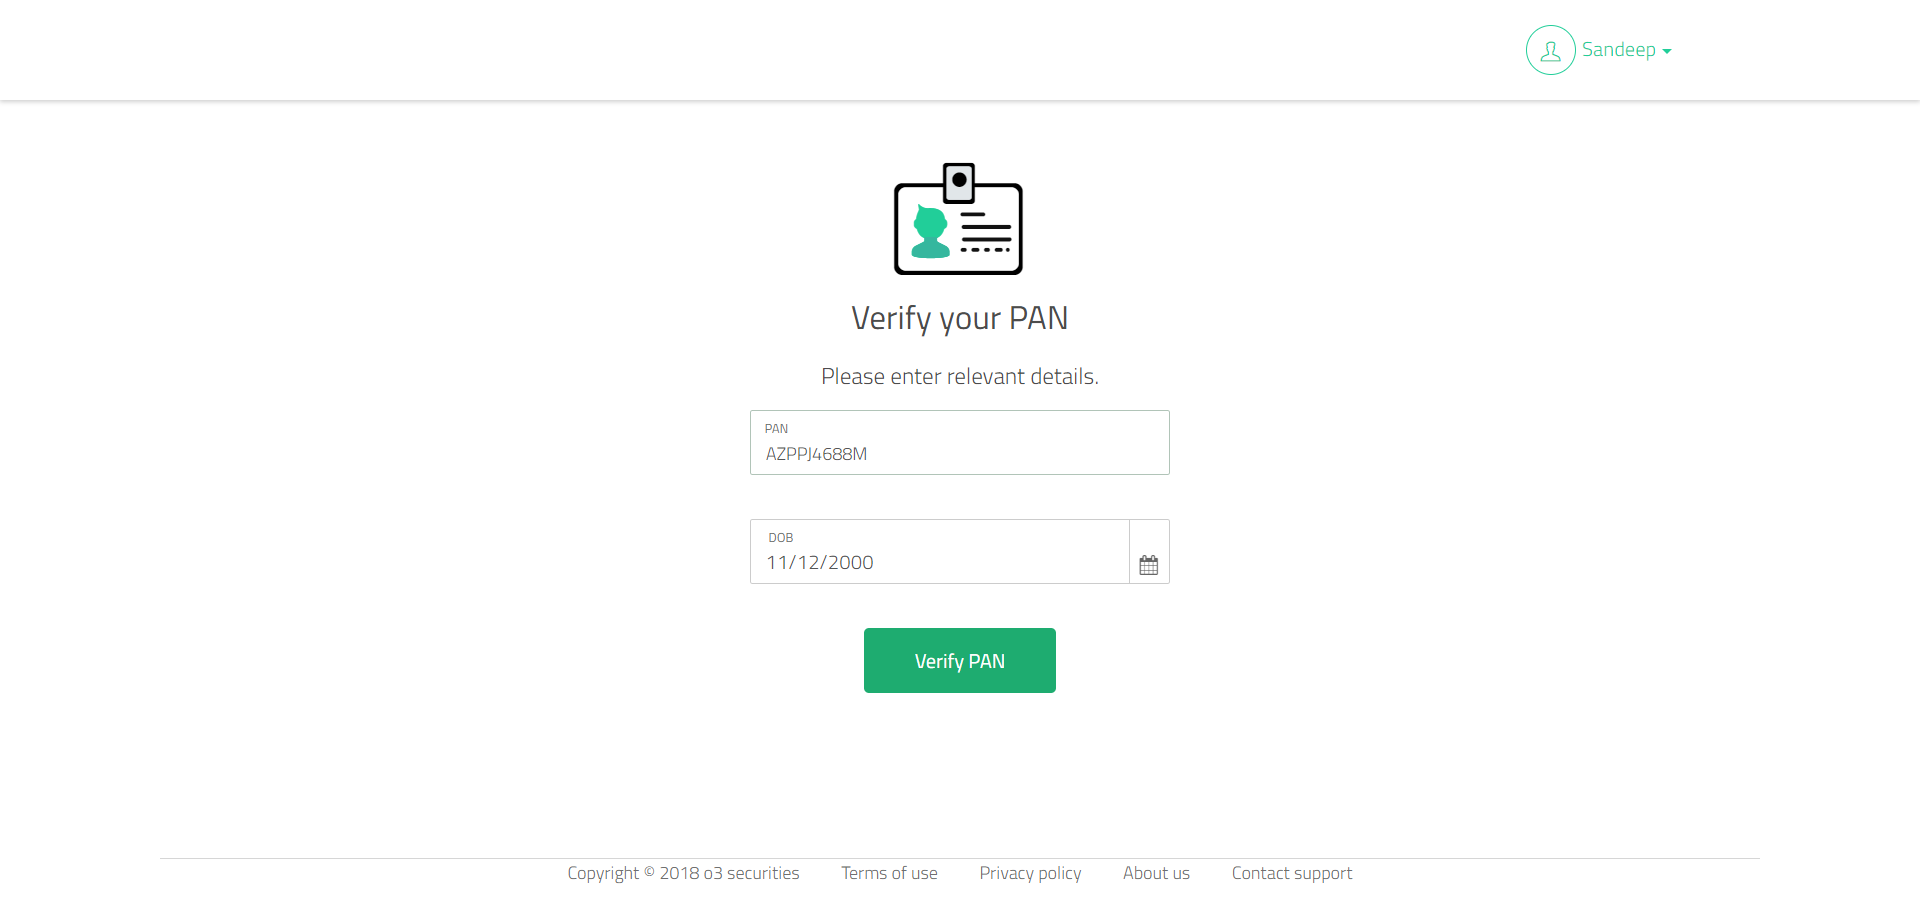 Sandeep
Verify your PAN
Please enter relevant details.
PAN
AZPPJ4688M
DOB
11/12/2000
Verify PAN
Copyright © 2018 o3 securities Terms of use Privacy policy About us Contact support